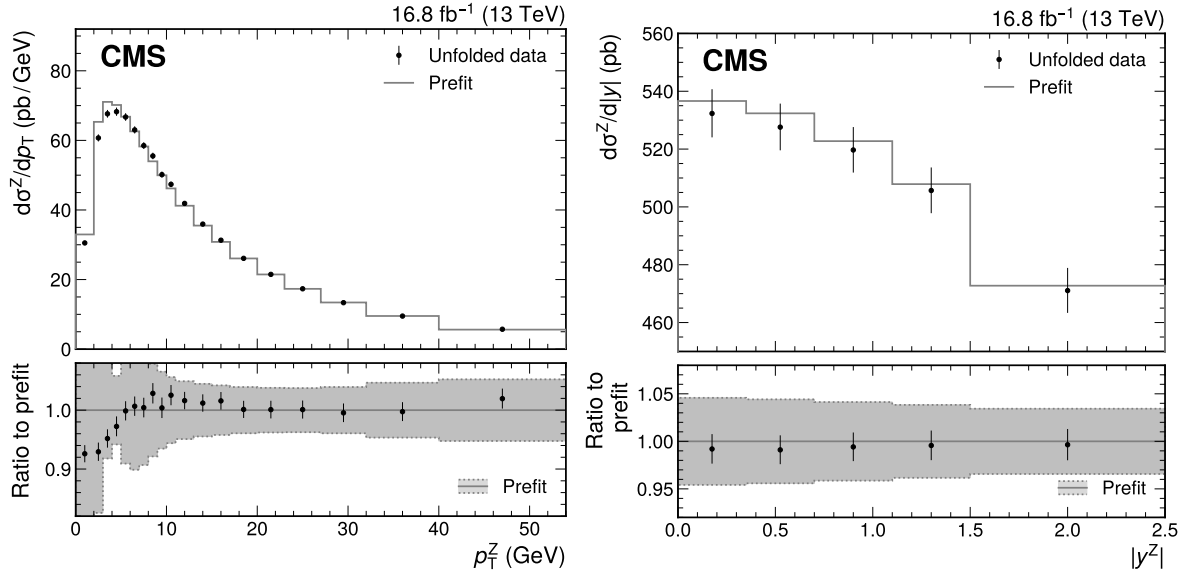 16.8 fb⁻¹ (13 TeV)
CMS
Unfolded data
Prefit
dσᶻ/dp_T (pb/GeV)
80
60
40
20
0
Ratio to prefit
1.0
0.9
Prefit
0 10 20 30 40 50
p_T^Z (GeV)
16.8 fb⁻¹ (13 TeV)
CMS
Unfolded data
Prefit
dσᶻ/d|y| (pb)
560
540
520
500
480
460
Ratio to
prefit
1.05
1.00
0.95
Prefit
0.0 0.5 1.0 1.5 2.0 2.5
|yᶻ|